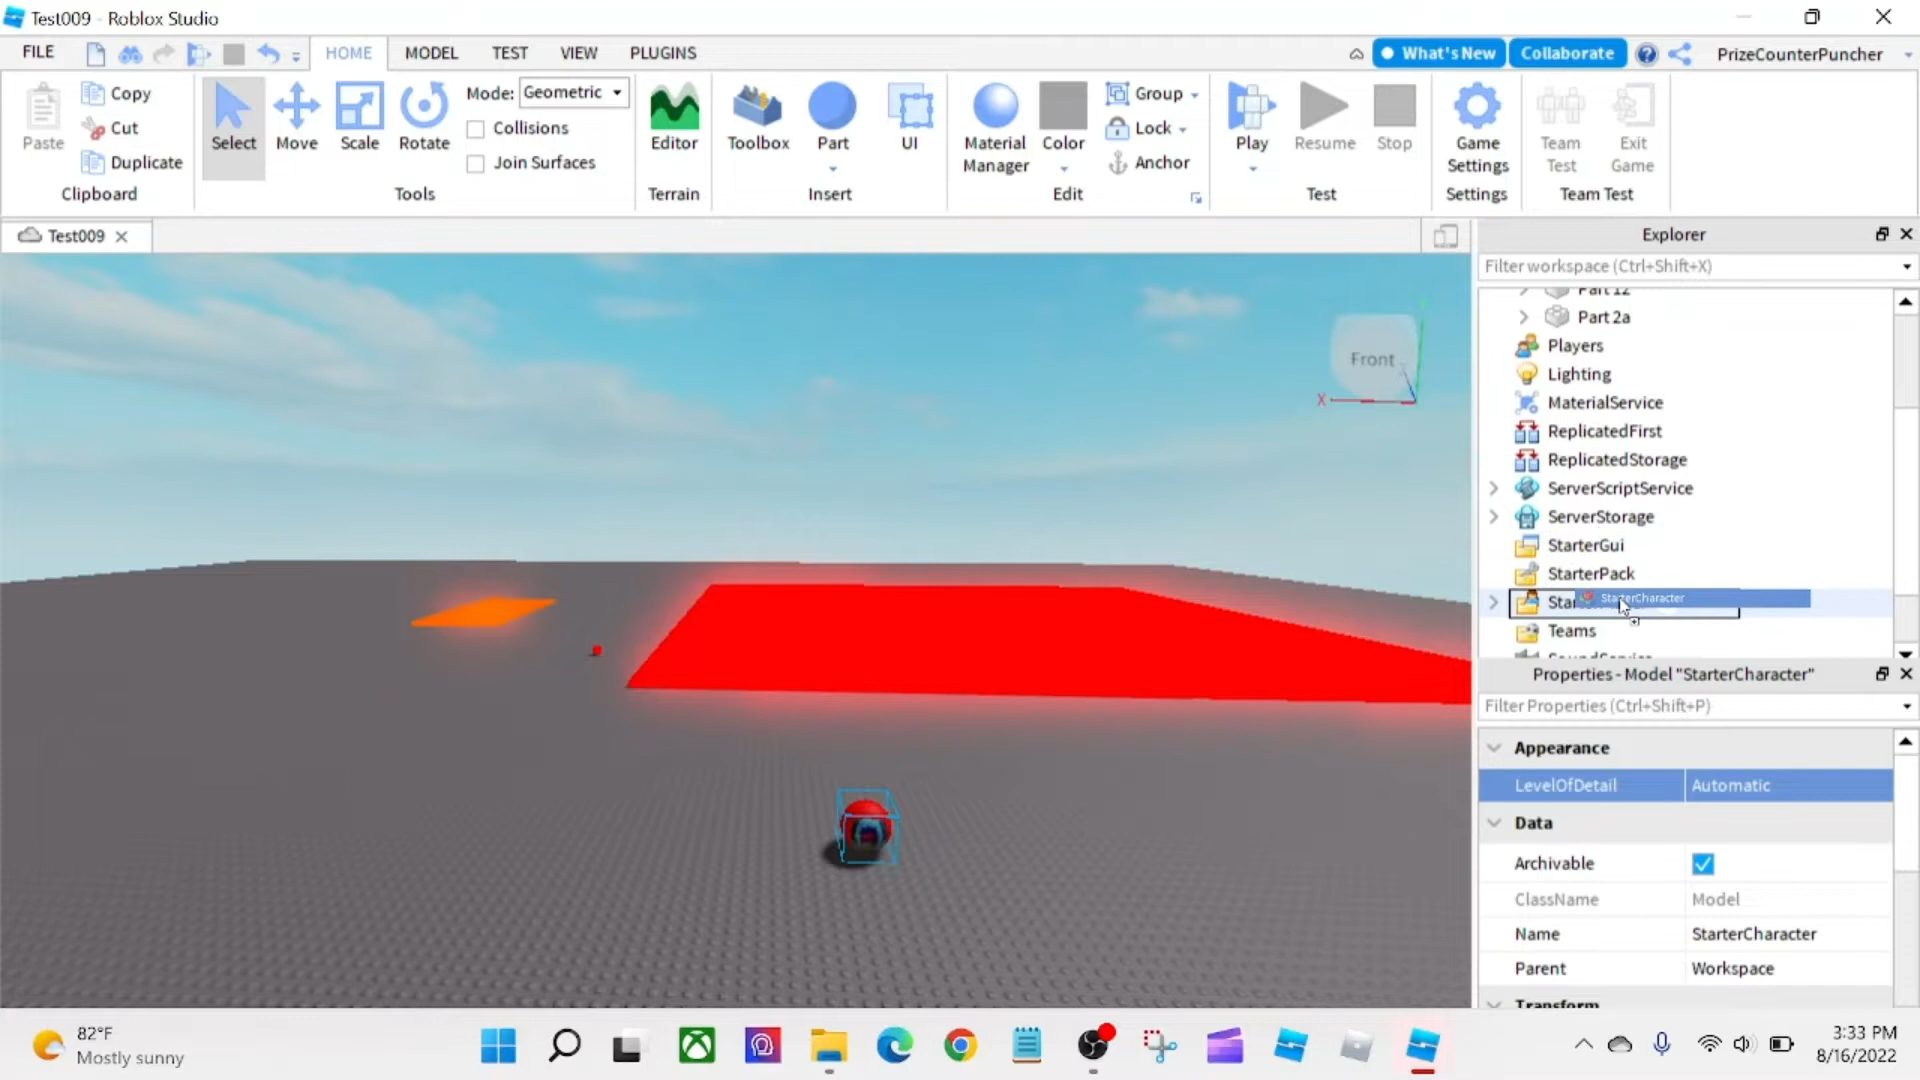 Test009 - Roblox Studio
FILE
HOME
MODEL
TEST
VIEW
PLUGINS
What's New
Collaborate
PrizeCounterPuncher
Paste
Copy
Cut
Duplicate
Clipboard
Select
Move
Scale
Rotate
Mode: Geometric
Collisions
Join Surfaces
Tools
Editor
Terrain
Toolbox
Part
UI
Insert
Material
Manager
Color
Group
Lock
Anchor
Edit
Play
Resume
Stop
Test
Game
Settings
Settings
Team
Test
Exit
Game
Team Test
Test009
Front
X
Explorer
Filter workspace (Ctrl+Shift+X)
Part 12
Part 2a
Players
Lighting
MaterialService
ReplicatedFirst
ReplicatedStorage
ServerScriptService
ServerStorage
StarterGui
StarterPack
StarterCharacter
Teams
SoundService
Properties - Model "StarterCharacter"
Filter Properties (Ctrl+Shift+P)
Appearance
LevelOfDetail Automatic
Data
Archivable
ClassName Model
Name StarterCharacter
Parent Workspace
Transform
82°F
Mostly sunny
3:33 PM
8/16/2022